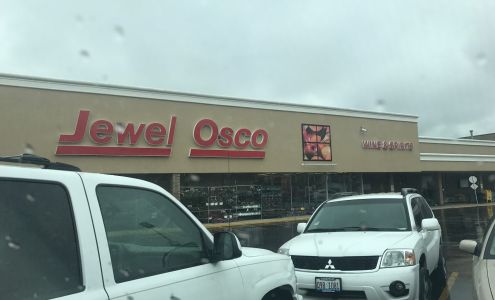 Jewel Osco
WINE & SPIRITS